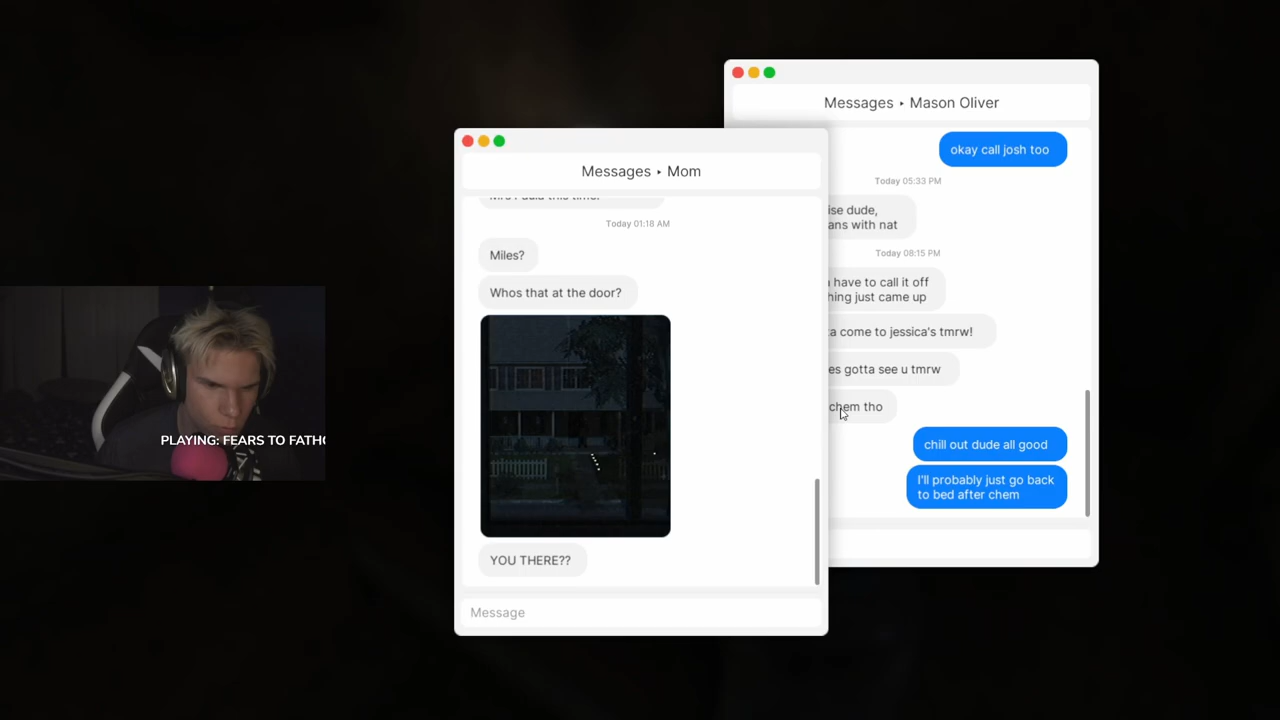 Messages ▸ Mason Oliver
okay call josh too
Today 05:33 PM
ise dude,
ans with nat
Today 08:15 PM
have to call it off
hing just came up
a come to jessica's tmrw!
es gotta see u tmrw
chem tho
chill out dude all good
I'll probably just go back
to bed after chem
Messages ▸ Mom
Today 01:18 AM
Miles?
Whos that at the door?
YOU THERE??
Message
PLAYING: FEARS TO FATHO